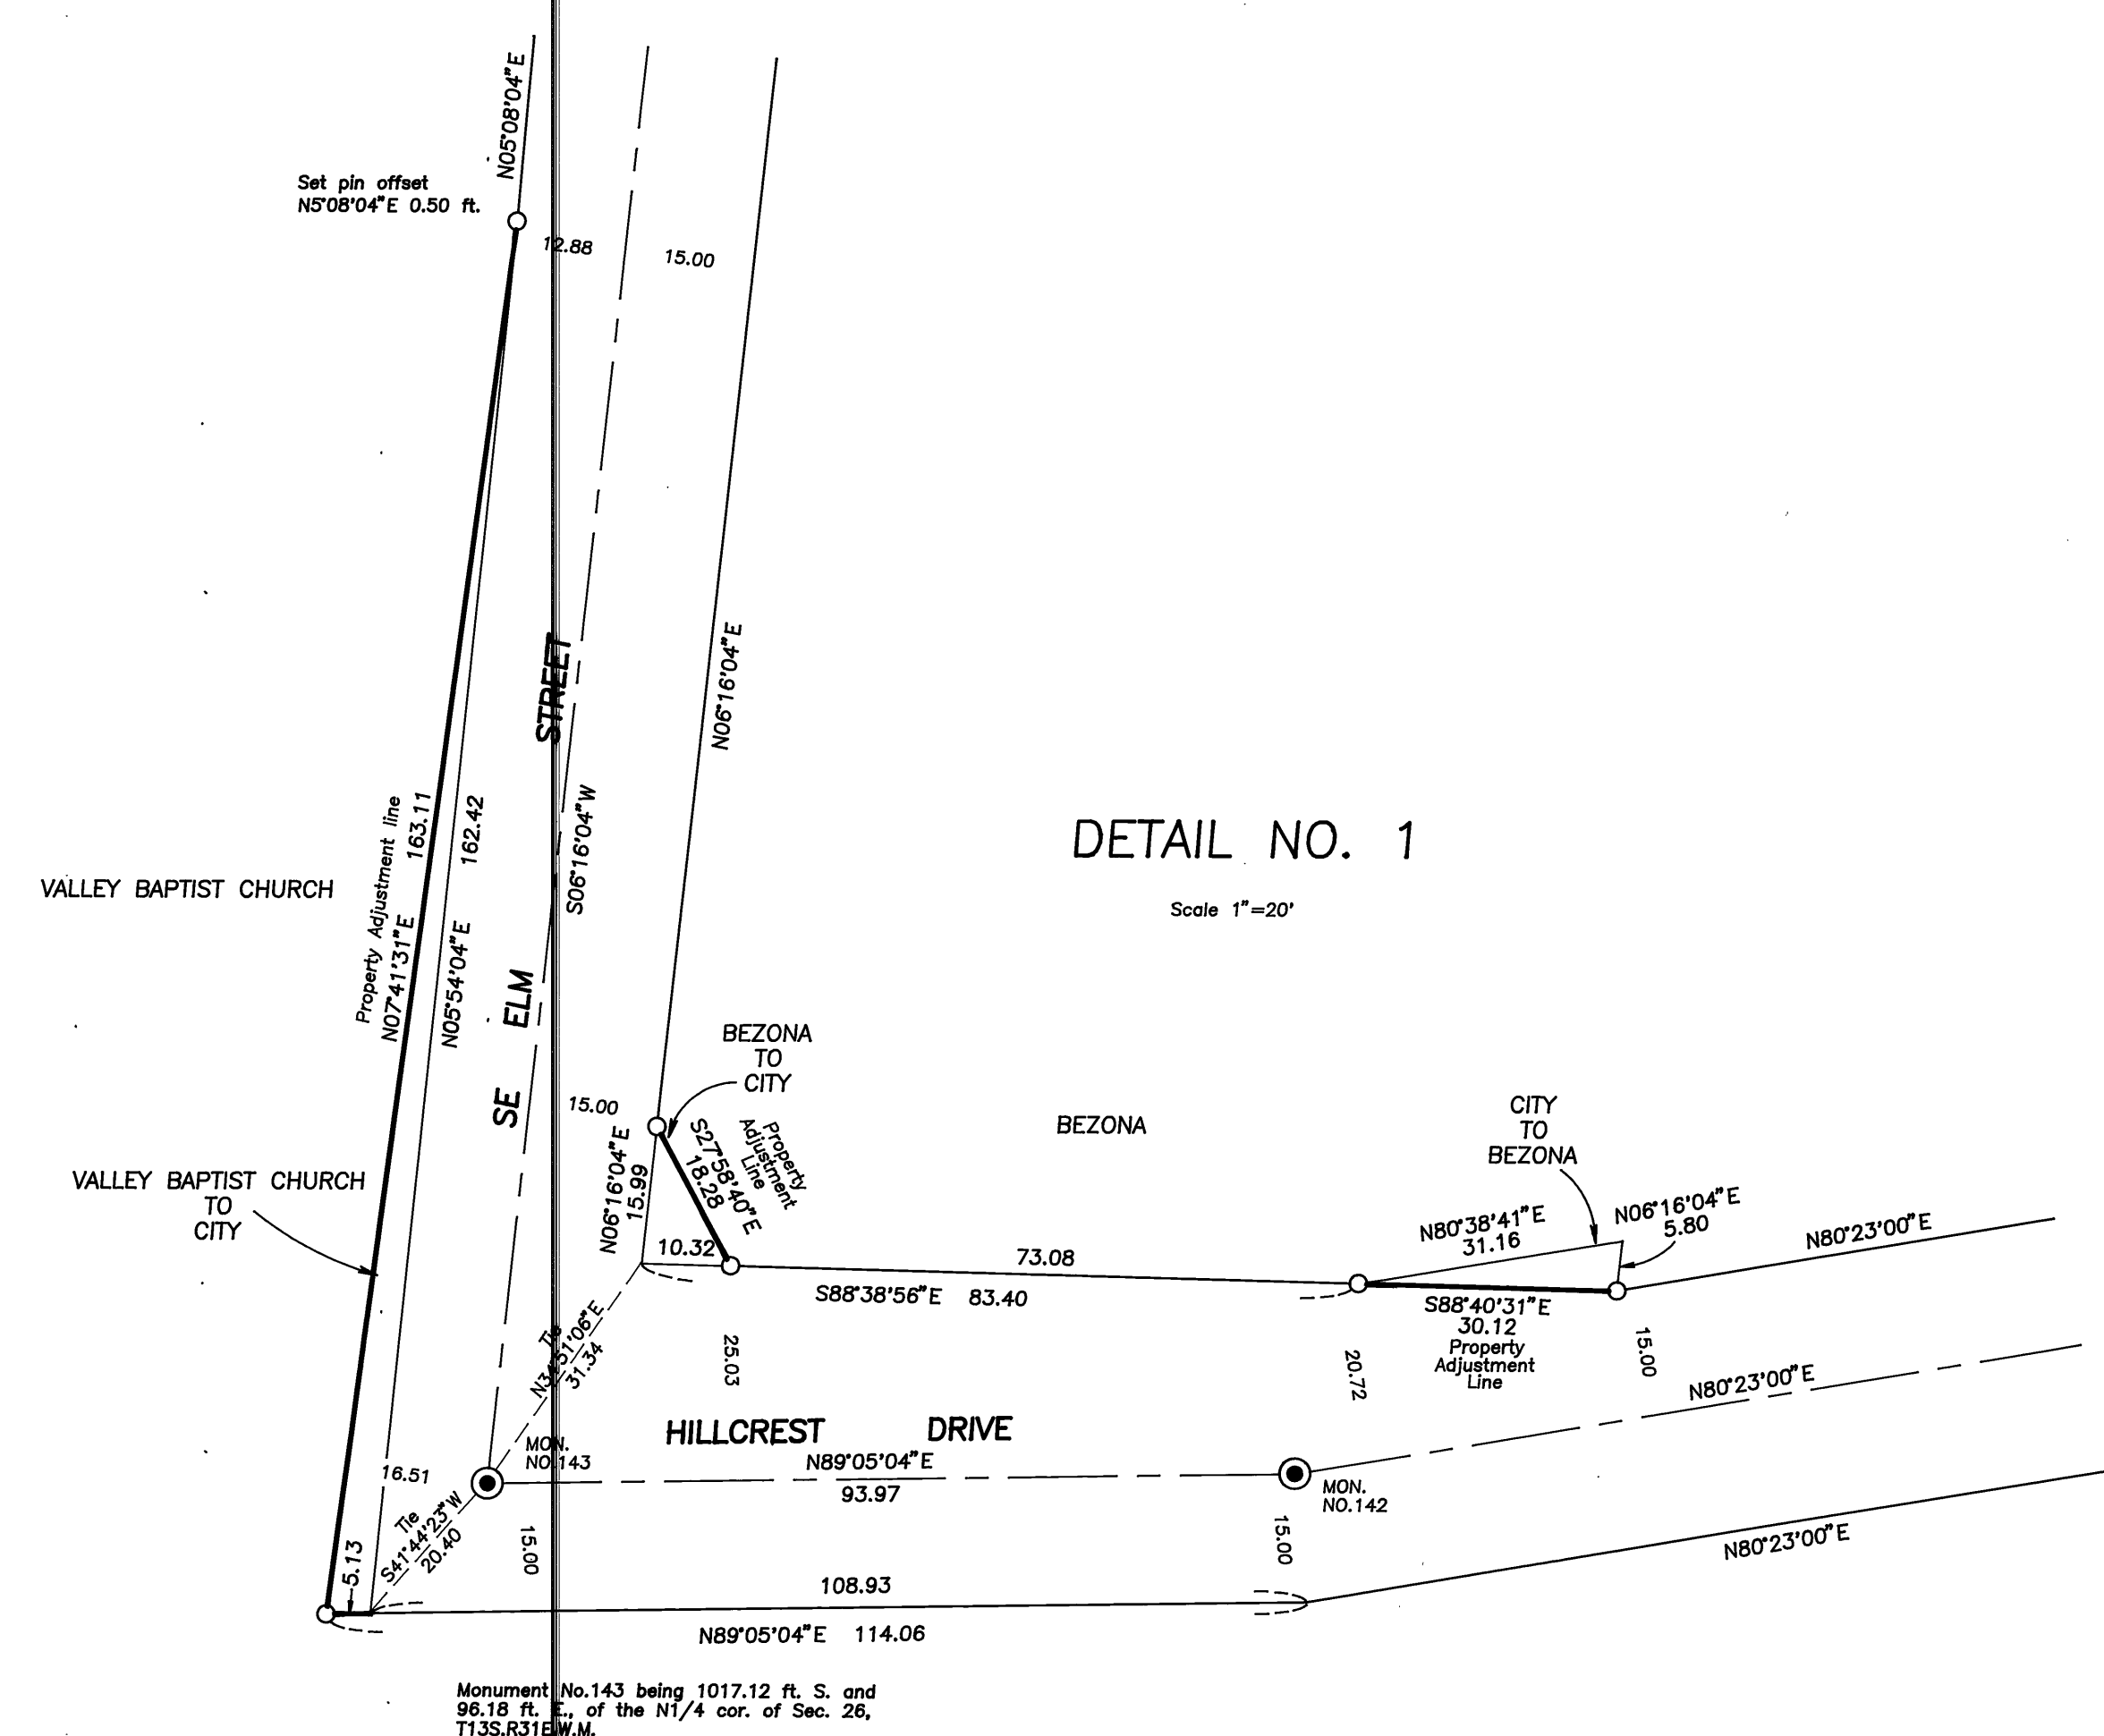 N05°08'04"E
Set pin offset
N5°08'04"E 0.50 ft.
12.88
15.00
STREET
N06°16'04"E
S06°16'04"W
DETAIL NO. 1
Scale 1"=20'
Property Adjustment line
N07°41'31"E 163.11
N05°54'04"E 162.42
VALLEY BAPTIST CHURCH
SE ELM
BEZONA
TO
CITY
15.00
N06°16'04"E
15.99
S27°58'40"E
18.28
Property
Adjustment
Line
BEZONA
CITY
TO
BEZONA
VALLEY BAPTIST CHURCH
TO
CITY
N80°38'41"E
31.16
N06°16'04"E
5.80
N80°23'00"E
10.32
73.08
S88°38'56"E 83.40
S88°40'31"E
30.12
Property
Adjustment
Line
Tie
N34°51'06"E
31.34
25.03
20.72
15.00
N80°23'00"E
HILLCREST DRIVE
MON.
NO.143
N89°05'04"E
93.97
MON.
NO.142
16.51
Tie
S41°44'23"W
20.40
15.00
15.00
N80°23'00"E
5.13
108.93
N89°05'04"E 114.06
Monument No.143 being 1017.12 ft. S. and
96.18 ft. E., of the N1/4 cor. of Sec. 26,
T13S,R31E,W.M.